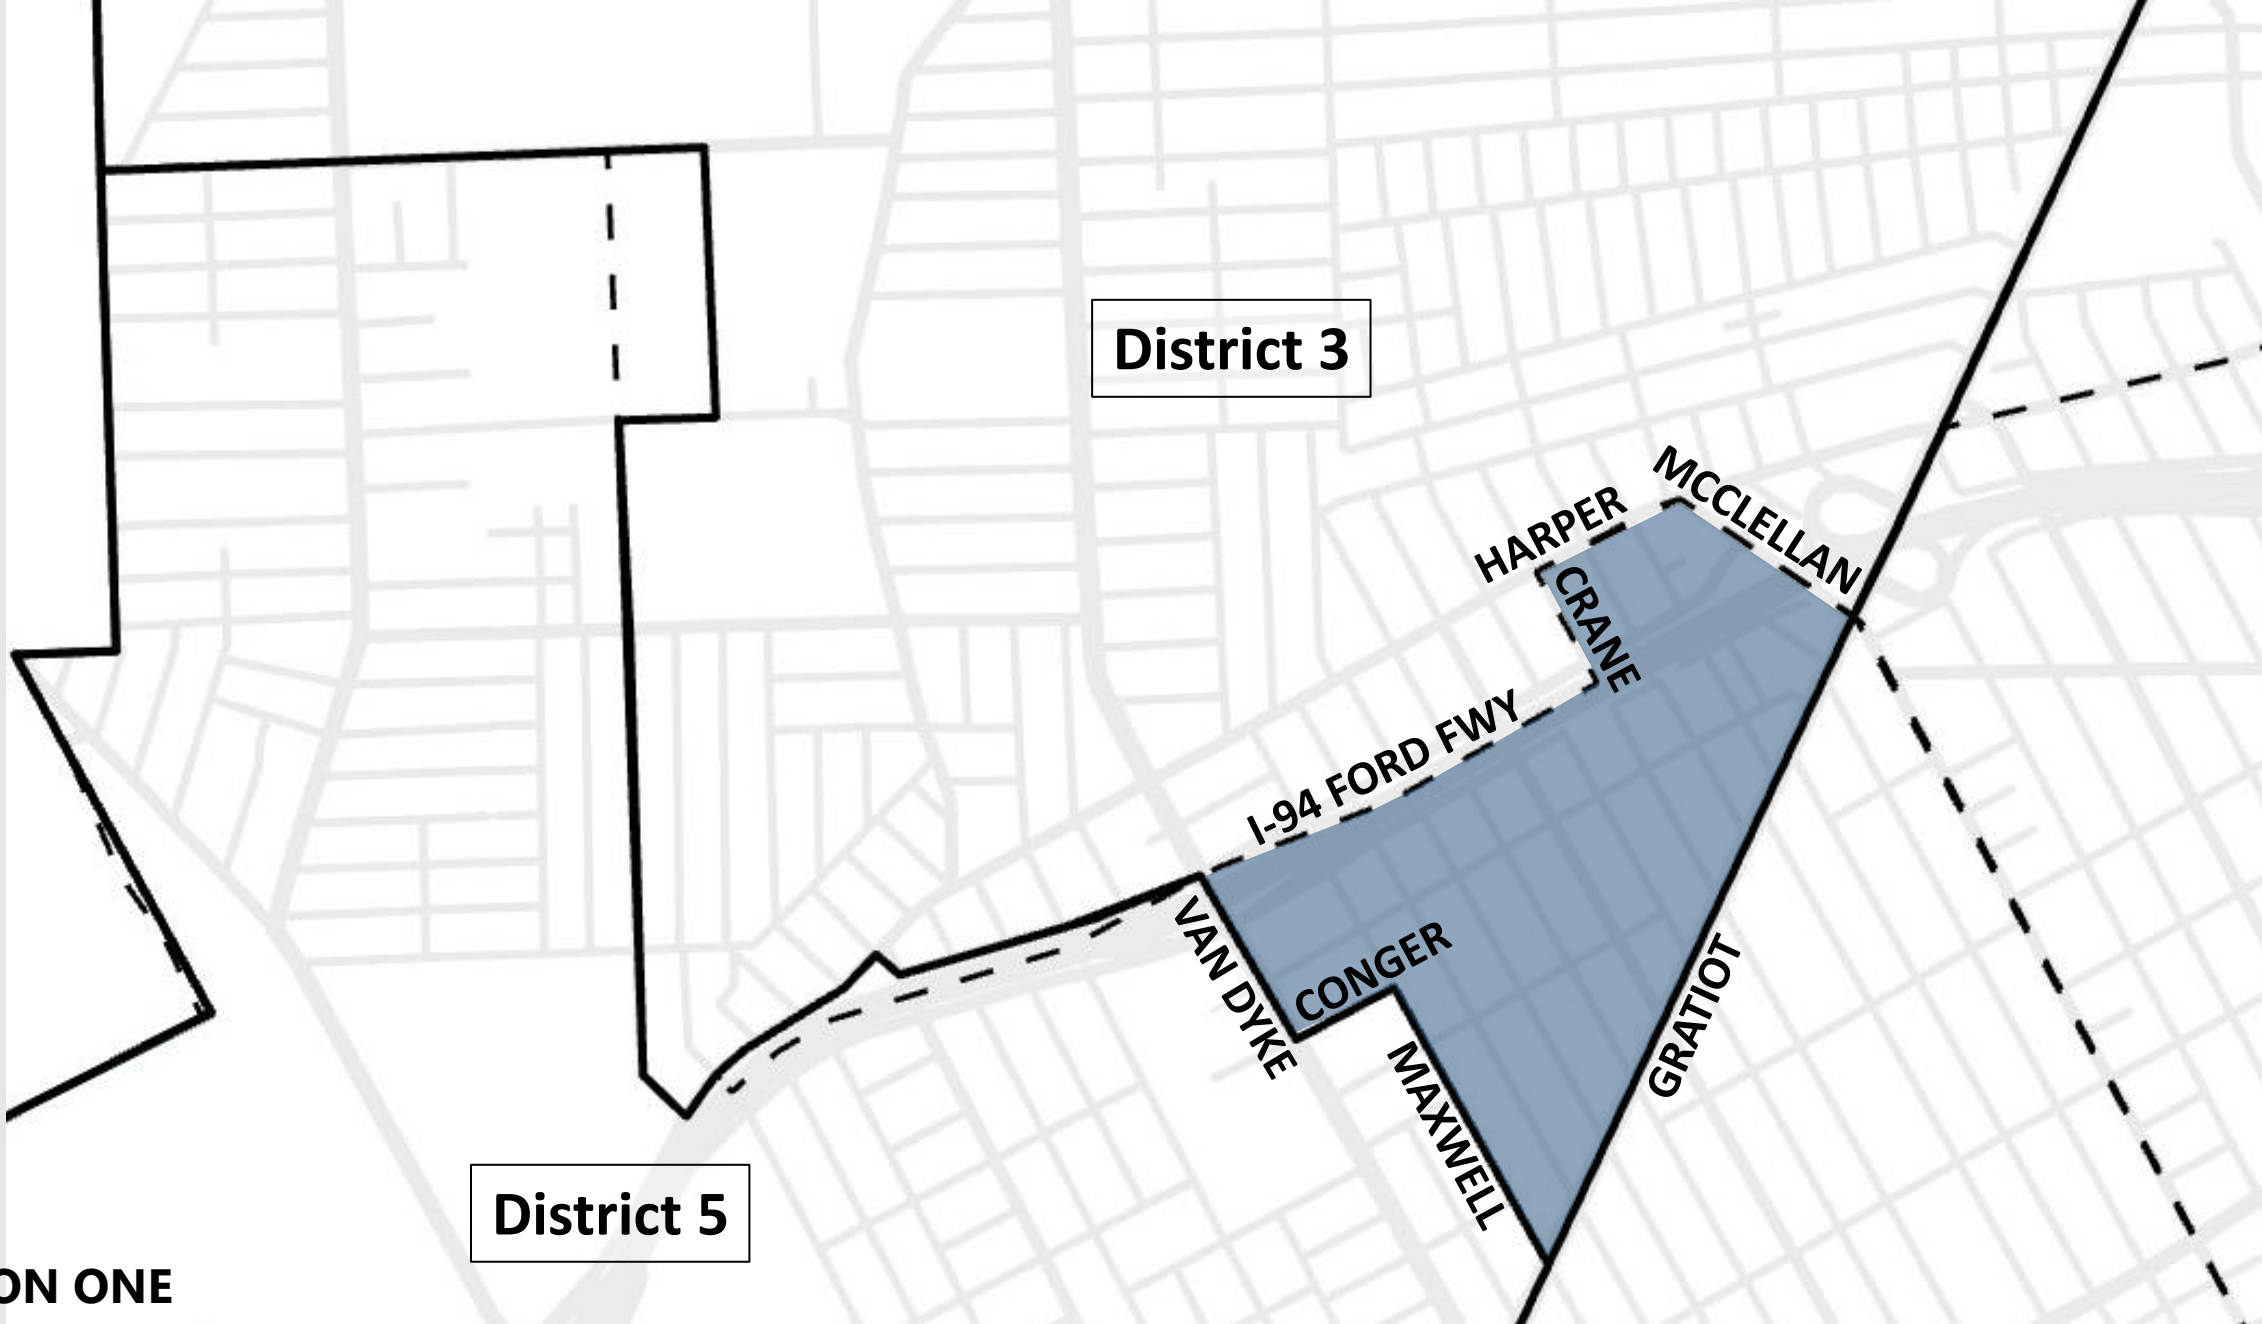 District 3
MCCLELLAN
HARPER
CRANE
I-94 FORD FWY
VAN DYKE
CONGER
GRATIOT
MAXWELL
District 5
ON ONE